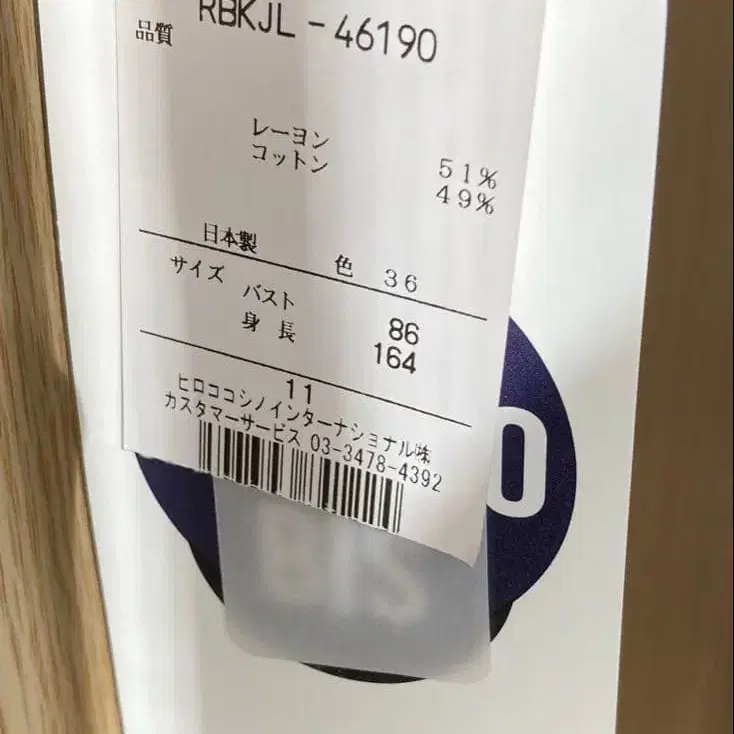 RBKJL-46190
品質
レーヨン 51%
コットン 49%
日本製 色 36
サイズ バスト 86
身長 164
11
ヒロココシノインターナショナル㈱
カスタマーサービス 03-3478-4392
O
BIS